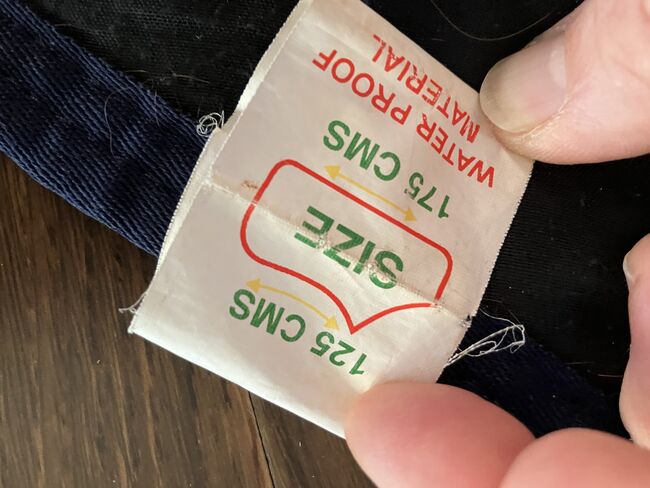 125 CMS
SIZE
175 CMS
WATER PROOF
MATERIAL